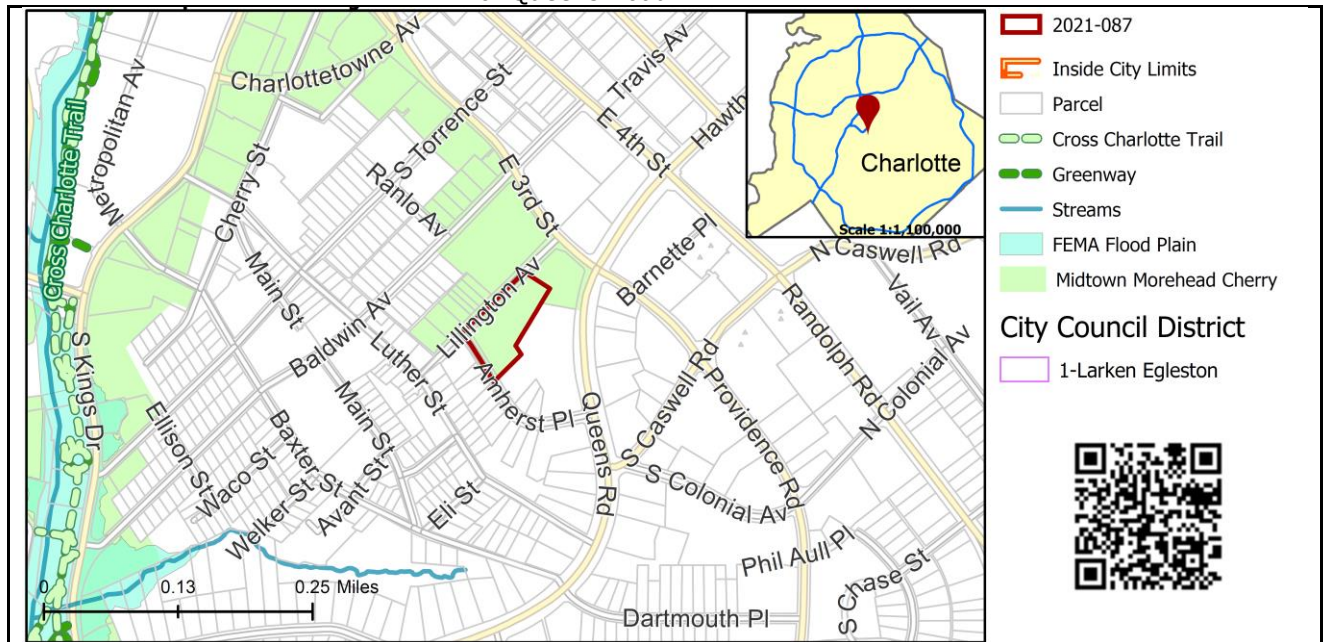 Charlottetowne Av
Travis Av
Metropolitan Av
S Torrence St
E 4th St
Hawth
Cross Charlotte Trail
Cherry St
Ranlo Av
E 3rd St
Charlotte
Scale 1:1,100,000
Barnette Pl
N Caswell Rd
Main St
Lillington Av
Baldwin Av
Luther St
Randolph Rd
Vail Av
S Kings Dr
Amherst Pl
Queens Rd
S Caswell Rd
Providence Rd
N Colonial Av
Ellison St
Main St
Baxter St
Waco St
Avant St
Welker St
Eli St
S
S Colonial Av
Phil Aull Pl
S Chase St
Dartmouth Pl
0
0.13
0.25 Miles
2021-087
Inside City Limits
Parcel
Cross Charlotte Trail
Greenway
Streams
FEMA Flood Plain
Midtown Morehead Cherry
City Council District
1-Larken Egleston